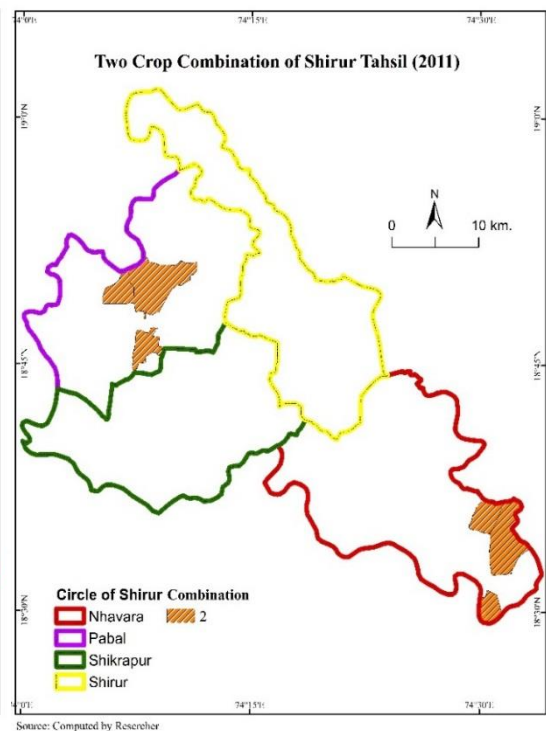 74°0'E 74°15'E 74°30'E
Two Crop Combination of Shirur Tahsil (2011)
19°0'N 19°0'N
N
0 10 km.
18°45'N 18°45'N
18°30'N 18°30'N
Circle of Shirur Combination
Nhavara 2
Pabal
Shikrapur
Shirur
74°0'E 74°15'E 74°30'E
Source: Computed by Resercher